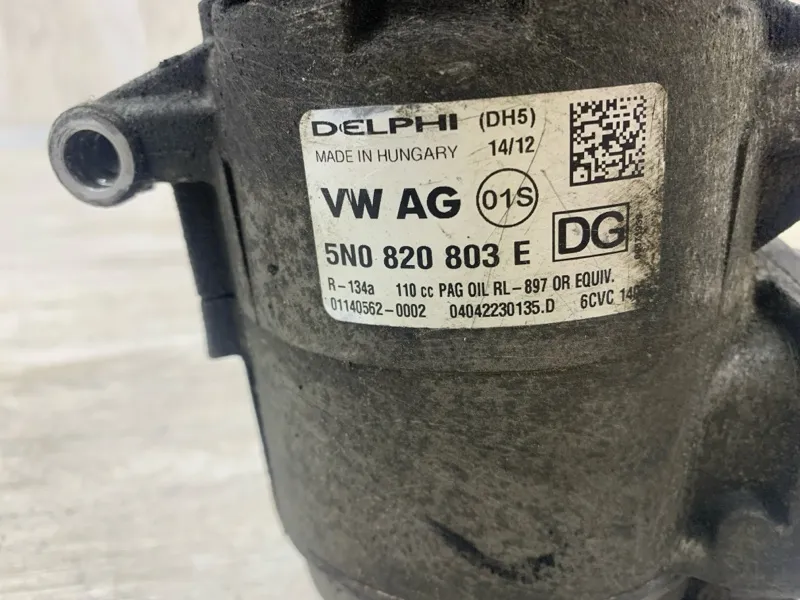 DELPHI (DH5)
MADE IN HUNGARY 14/12
VW AG 01S
5N0 820 803 E DG
R-134a 110 cc PAG OIL RL-897 OR EQUIV.
01140562-0002 04042230135.D 6CVC